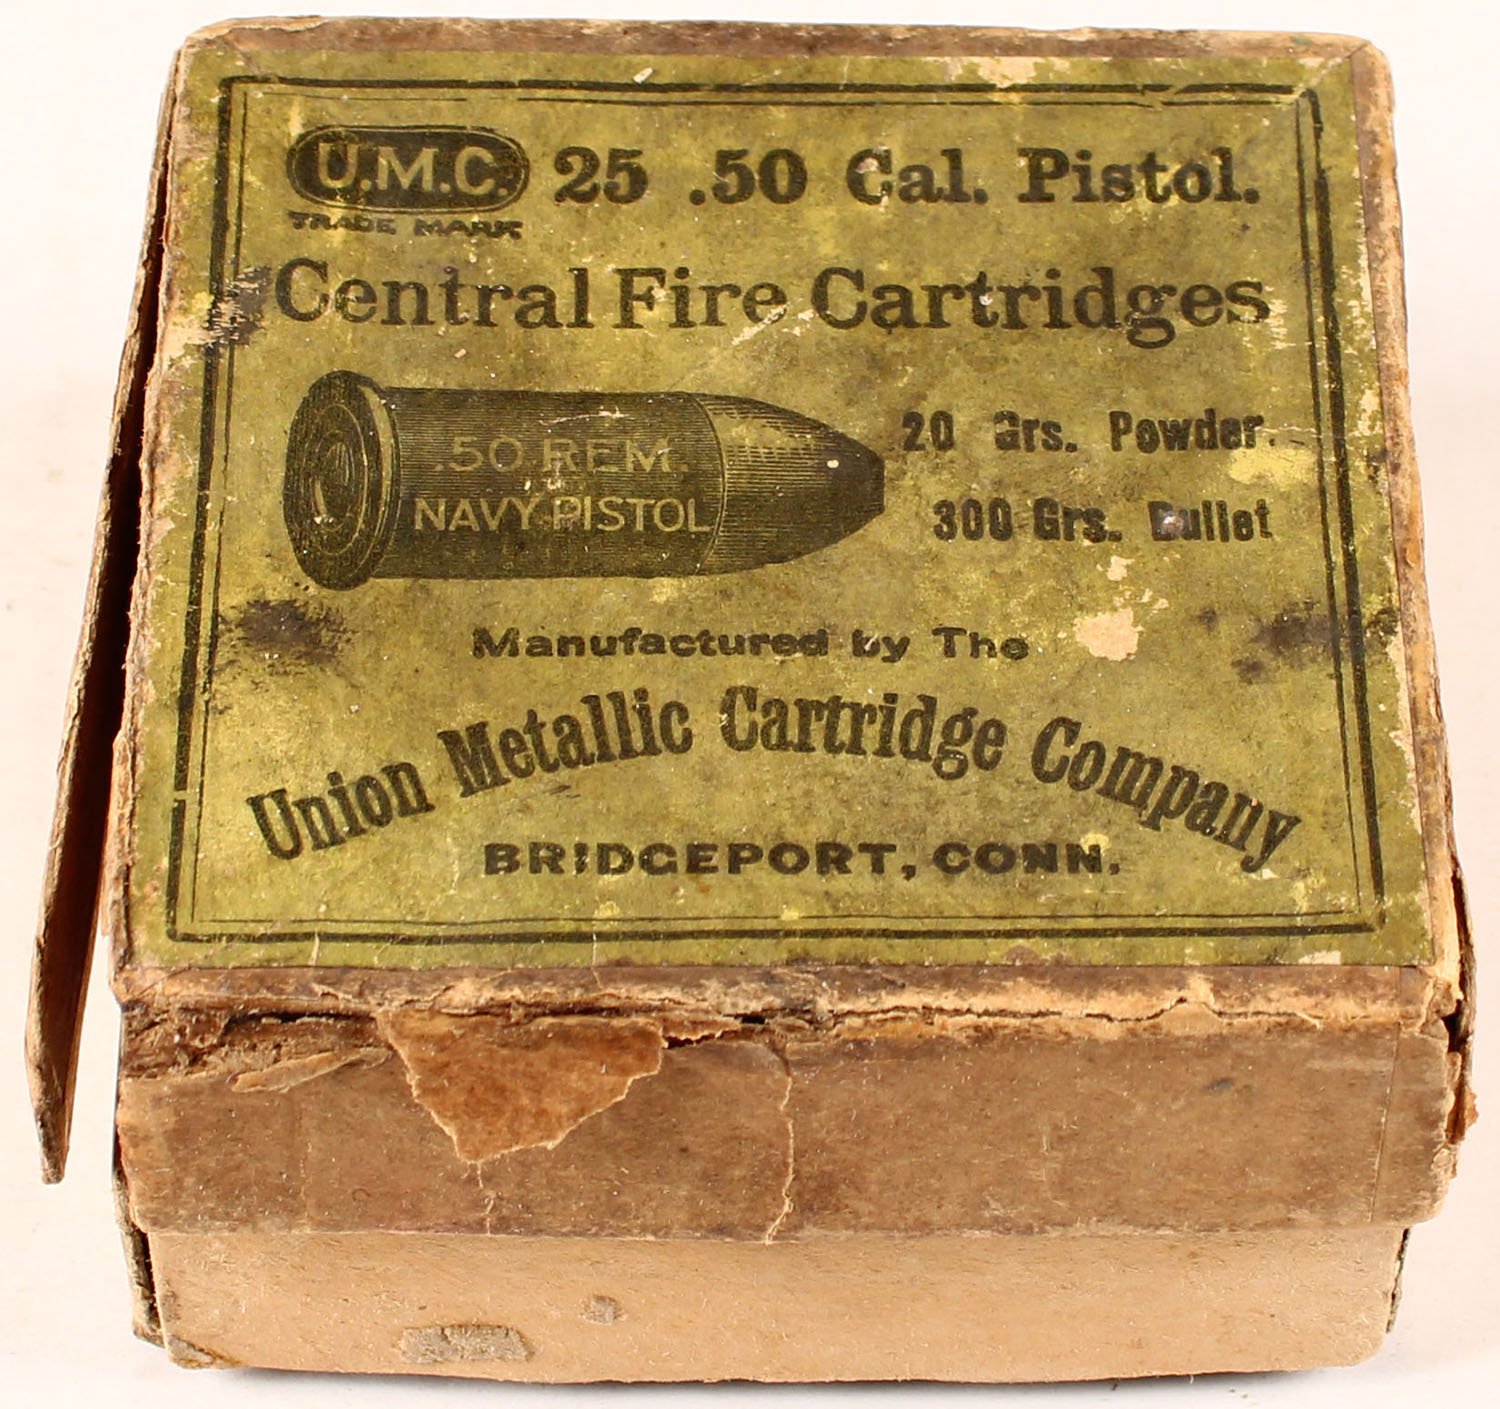 U.M.C. 25 .50 Cal. Pistol.
TRADE MARK
Central Fire Cartridges
.50 REM.
NAVY PISTOL
20 Grs. Powder.
300 Grs. Bullet
Manufactured by The
Union Metallic Cartridge Company
BRIDGEPORT, CONN.